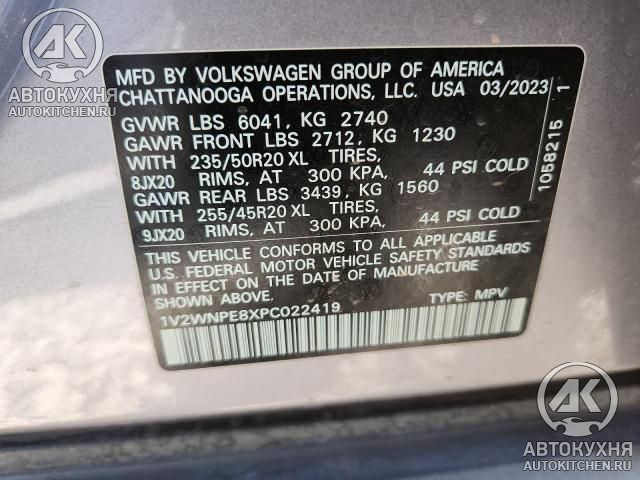 AK
АВТОКУХНЯ
AUTOKITCHEN.RU
MFD BY VOLKSWAGEN GROUP OF AMERICA
CHATTANOOGA OPERATIONS, LLC. USA 03/2023
GVWR LBS 6041, KG 2740
GAWR FRONT LBS 2712, KG 1230
WITH 235/50R20 XL TIRES,
8JX20 RIMS, AT 300 KPA, 44 PSI COLD
GAWR REAR LBS 3439, KG 1560
WITH 255/45R20 XL TIRES,
9JX20 RIMS, AT 300 KPA, 44 PSI COLD
THIS VEHICLE CONFORMS TO ALL APPLICABLE
U.S. FEDERAL MOTOR VEHICLE SAFETY STANDARDS
IN EFFECT ON THE DATE OF MANUFACTURE
SHOWN ABOVE.
1V2WNPE8XPC022419 TYPE: MPV
1068215 1
AK
АВТОКУХНЯ
AUTOKITCHEN.RU